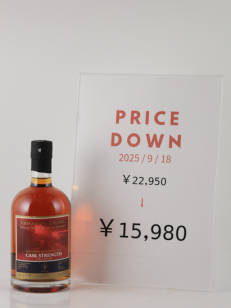 PRICE
DOWN
2025/9/18
¥22,950
↓
¥15,980
CASK STRENGTH